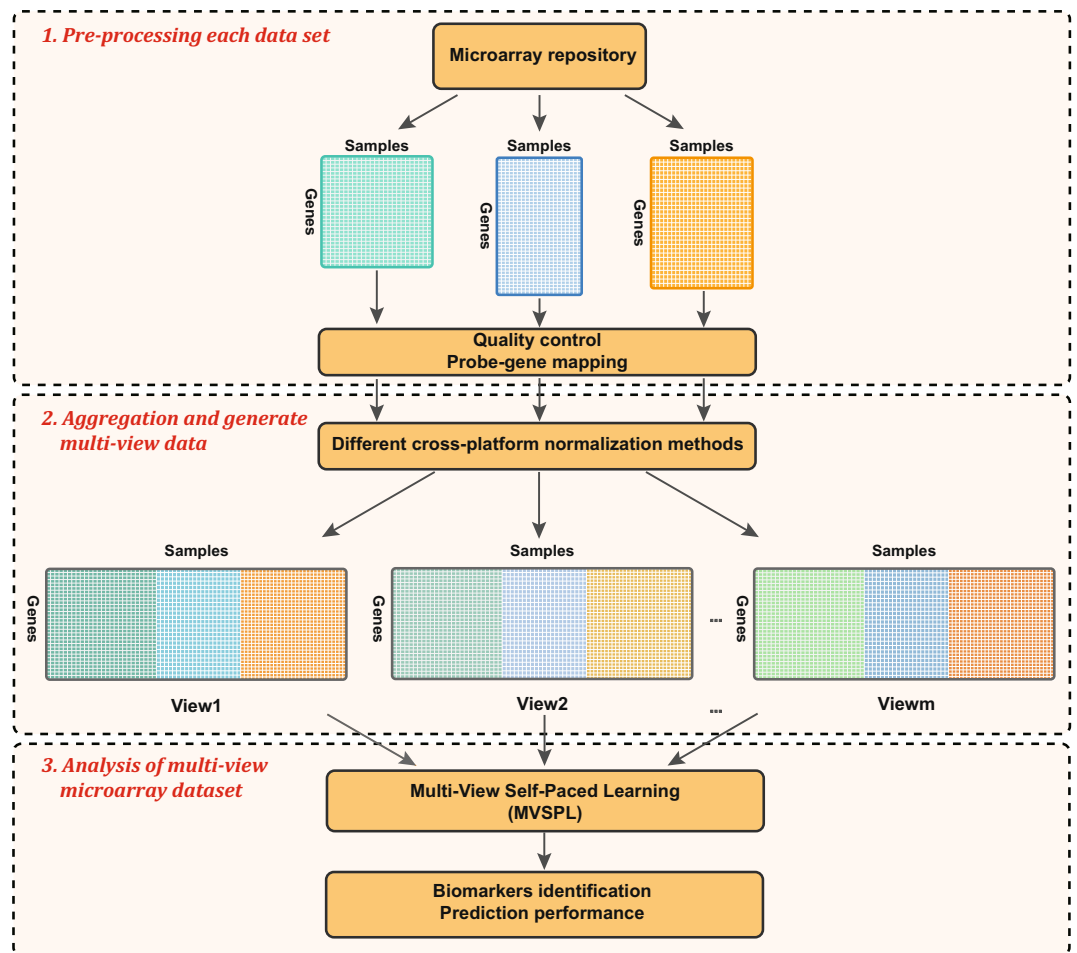 1. Pre-processing each data set
Microarray repository
Samples
Samples
Samples
Genes
Genes
Genes
Quality control
Probe-gene mapping
2. Aggregation and generate
multi-view data
Different cross-platform normalization methods
Samples
Samples
Samples
Genes
Genes
...
Genes
View1
View2
...
Viewm
3. Analysis of multi-view
microarray dataset
Multi-View Self-Paced Learning
(MVSPL)
Biomarkers identification
Prediction performance